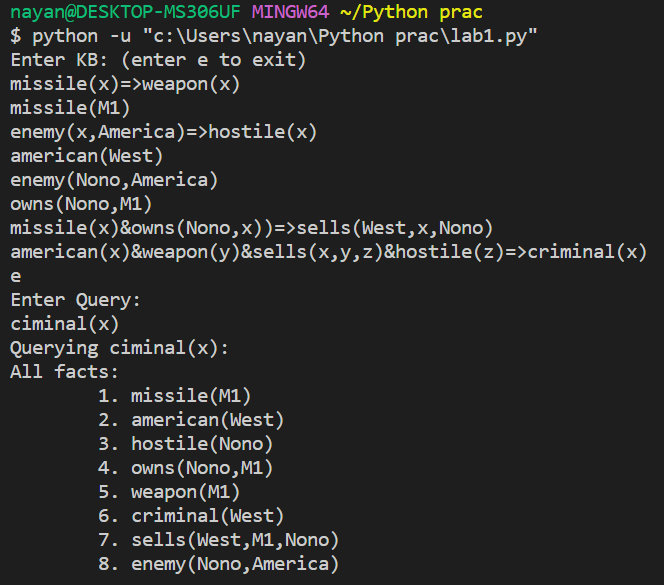 nayan@DESKTOP-MS306UF MINGW64 ~/Python prac
$ python -u "c:\Users\nayan\Python prac\lab1.py"
Enter KB: (enter e to exit)
missile(x)=>weapon(x)
missile(M1)
enemy(x,America)=>hostile(x)
american(West)
enemy(Nono,America)
owns(Nono,M1)
missile(x)&owns(Nono,x))=>sells(West,x,Nono)
american(x)&weapon(y)&sells(x,y,z)&hostile(z)=>criminal(x)
e
Enter Query:
ciminal(x)
Querying ciminal(x):
All facts:
        1. missile(M1)
        2. american(West)
        3. hostile(Nono)
        4. owns(Nono,M1)
        5. weapon(M1)
        6. criminal(West)
        7. sells(West,M1,Nono)
        8. enemy(Nono,America)